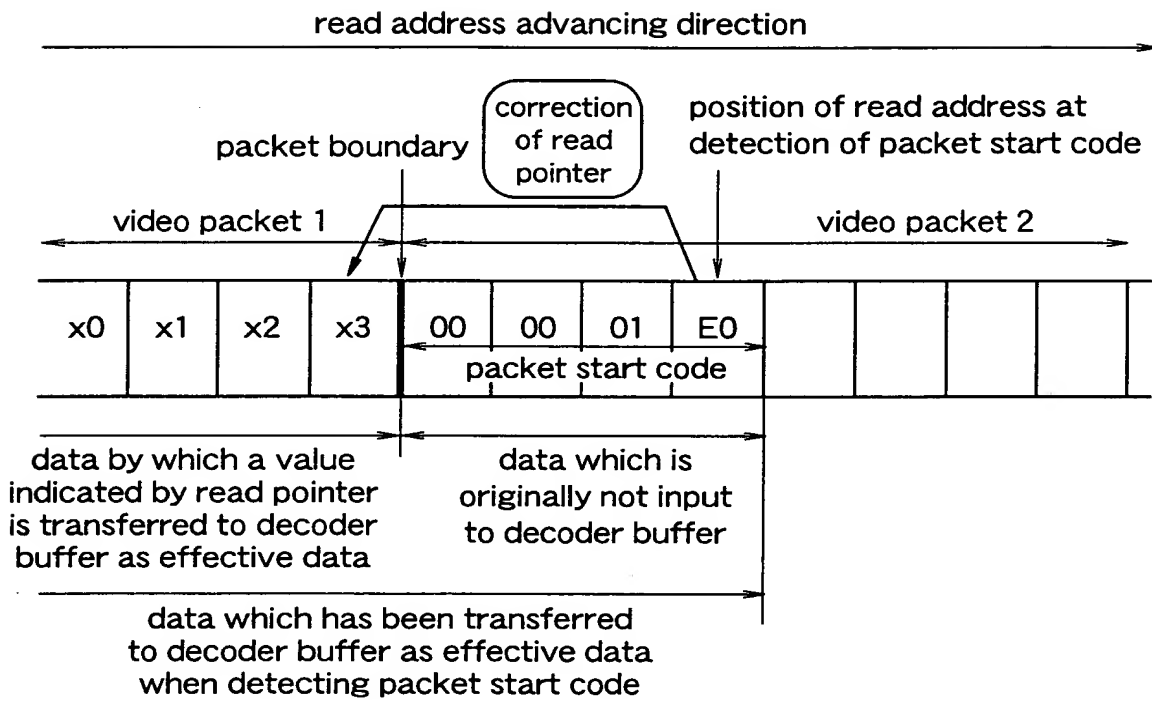 read address advancing direction
correction
of read
pointer
position of read address at
detection of packet start code
packet boundary
video packet 1
video packet 2
x0 x1 x2 x3 00 00 01 E0
packet start code
data by which a value
indicated by read pointer
is transferred to decoder
buffer as effective data
data which is
originally not input
to decoder buffer
data which has been transferred
to decoder buffer as effective data
when detecting packet start code